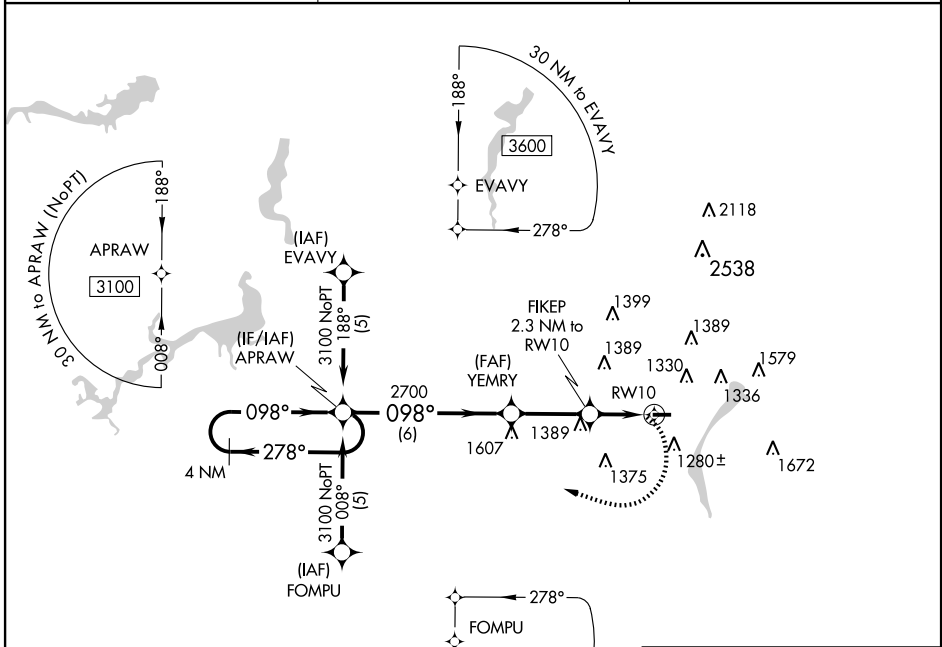 30 NM to EVAVY
188°
3600
EVAVY
278°
30 NM to APRAW (NoPT)
188°
APRAW
3100
008°
2118
2538
(IAF)
EVAVY
3100 NoPT
188°
(5)
(IF/IAF)
APRAW
FIKEP
2.3 NM to
RW10
1399
1389
1389
1330
1336
1579
(FAF)
YEMRY
RW10
098°
2700
098°
(6)
1607
1389
278°
4 NM
1375
1280±
1672
3100 NoPT
008°
(5)
(IAF)
FOMPU
278°
FOMPU